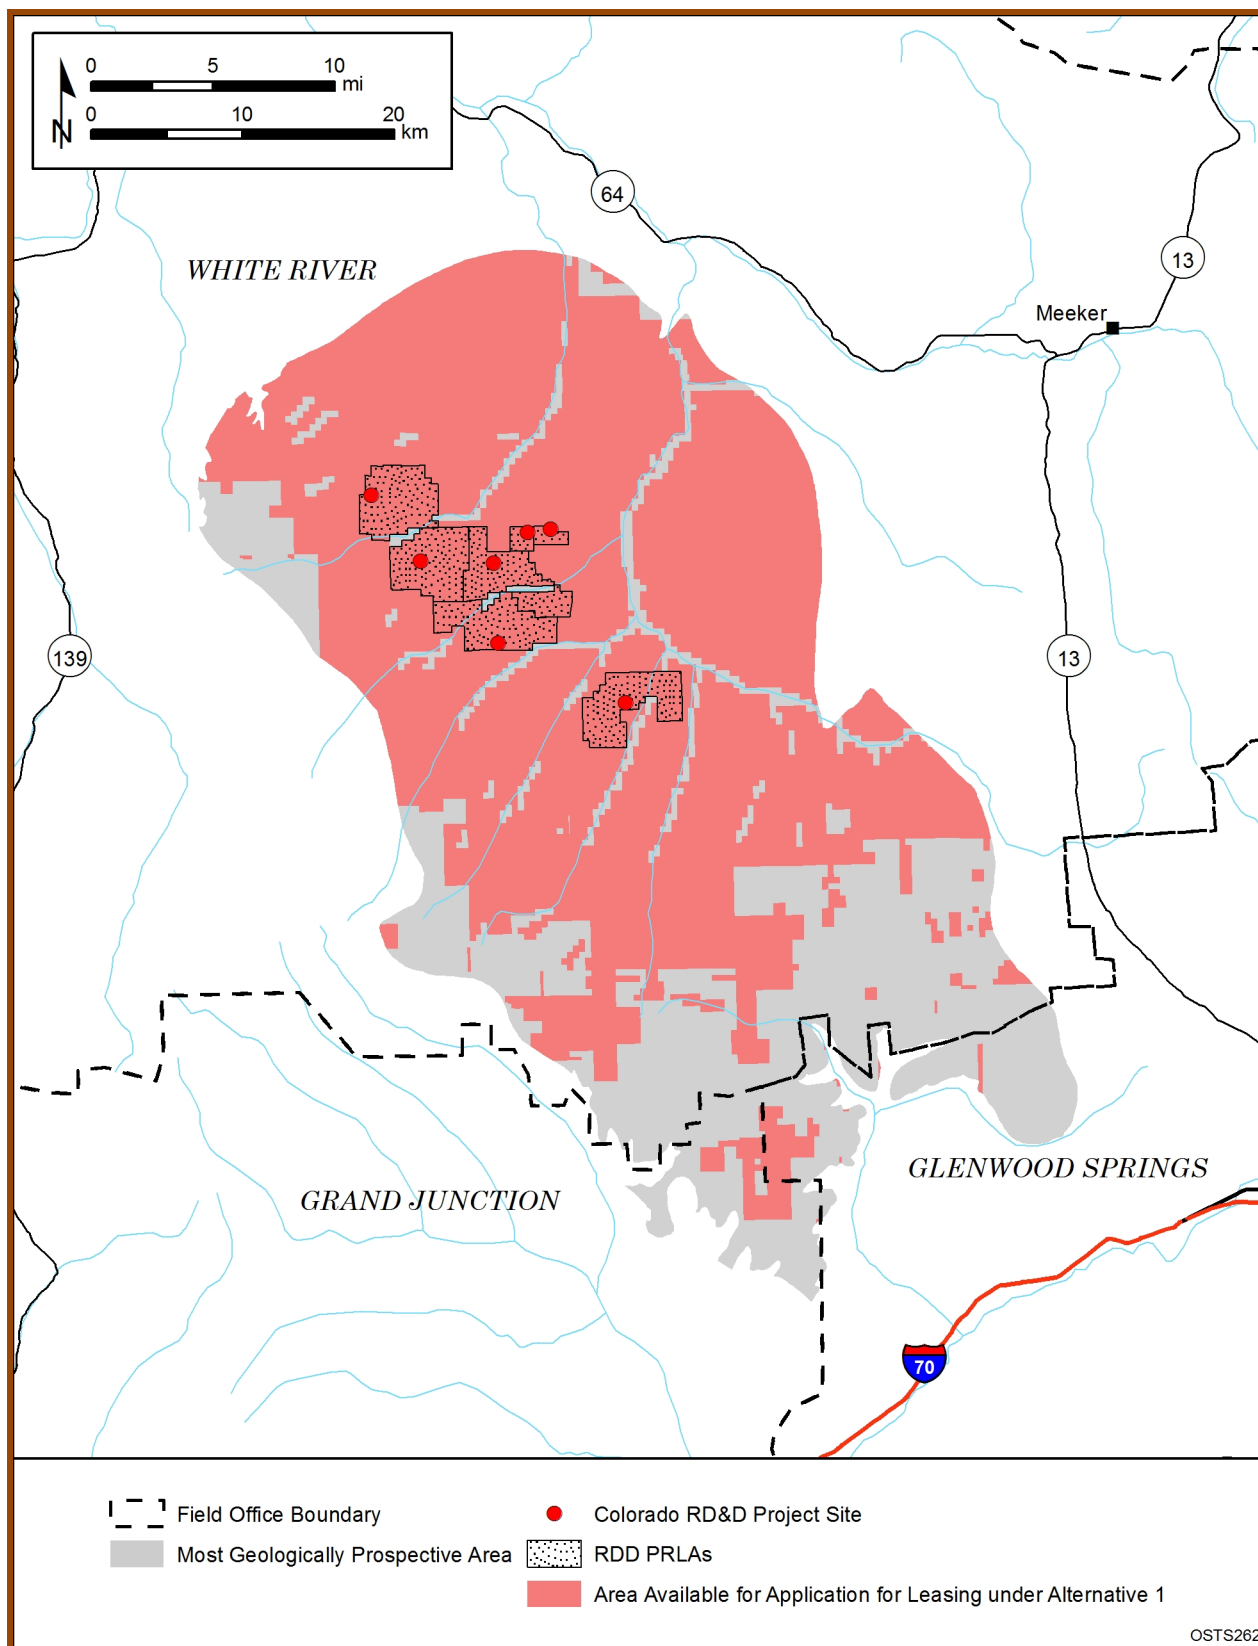 0 5 10
mi
0 10 20
km
N
64
WHITE RIVER
13
Meeker
139
13
GLENWOOD SPRINGS
GRAND JUNCTION
70
Field Office Boundary
Colorado RD&D Project Site
Most Geologically Prospective Area
RDD PRLAs
Area Available for Application for Leasing under Alternative 1
OSTS262